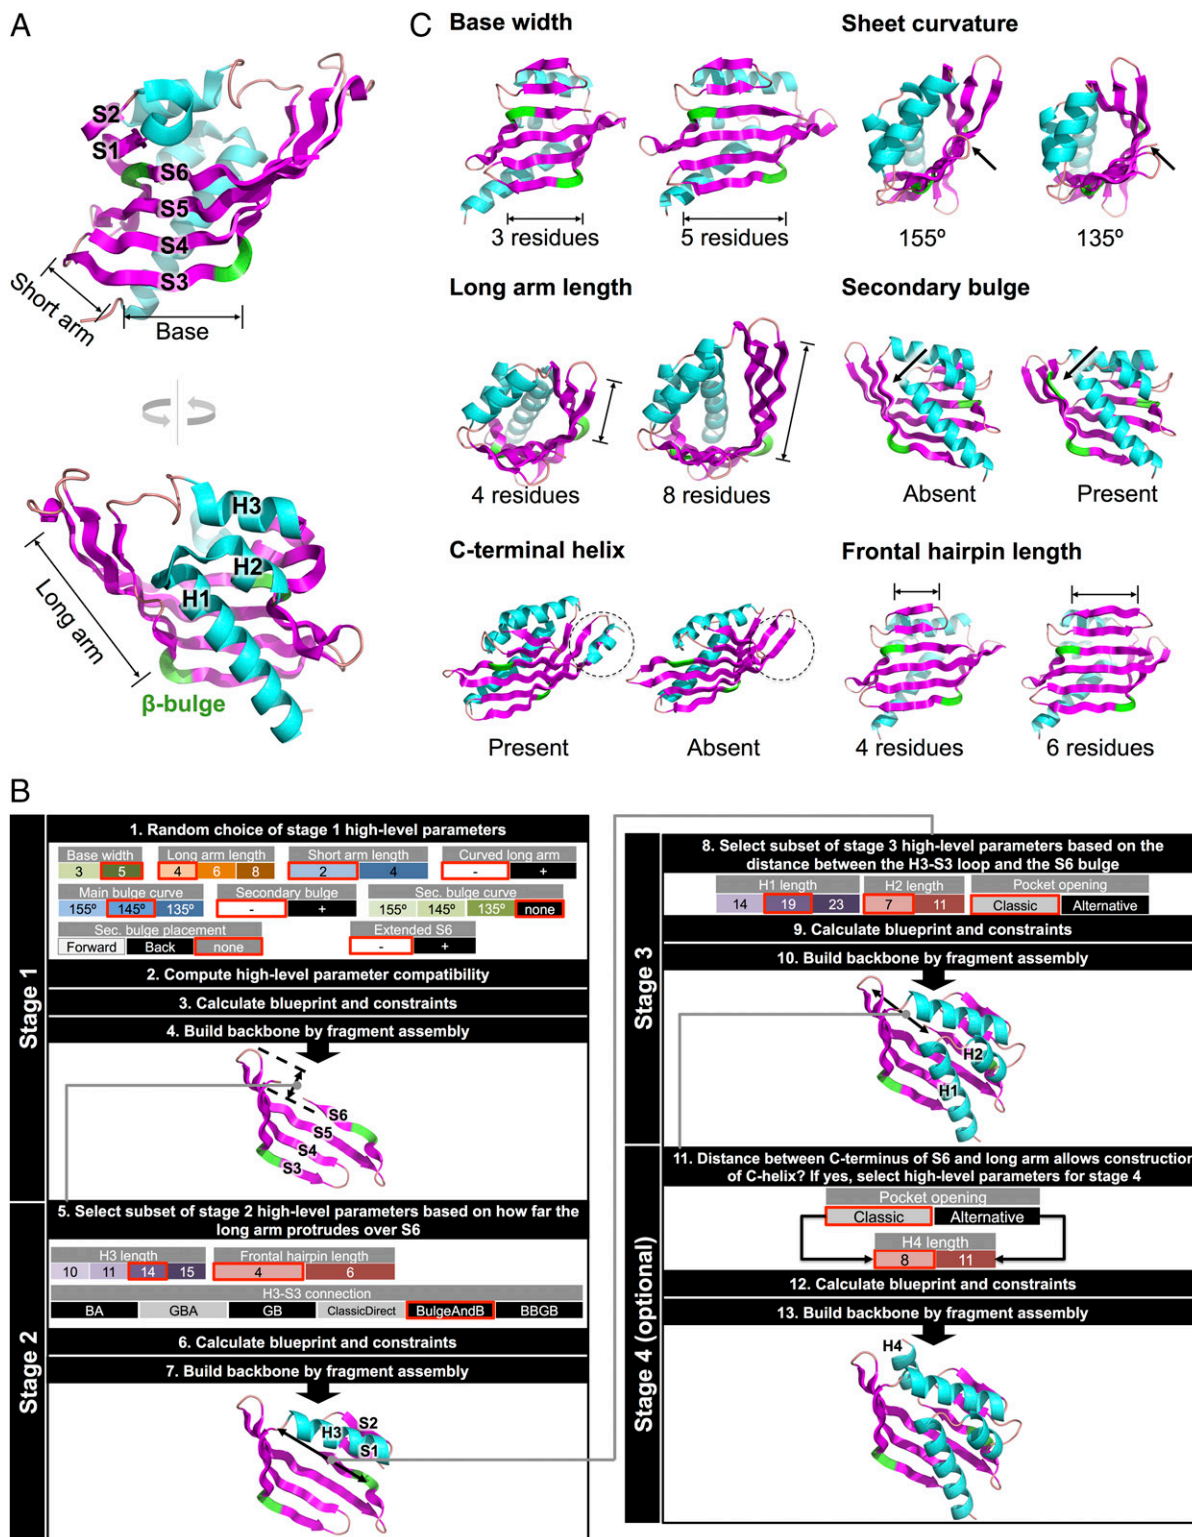 A
S2
S1
S6
S5
S4
S3
Short arm
Base
H3
H2
H1
Long arm
β-bulge
C
Base width
3 residues
5 residues
Sheet curvature
155º
135º
Long arm length
4 residues
8 residues
Secondary bulge
Absent
Present
C-terminal helix
Present
Absent
Frontal hairpin length
4 residues
6 residues
B
Stage 1
1. Random choice of stage 1 high-level parameters
Base width
3 5
Long arm length
4 6 8
Short arm length
2 4
Curved long arm
- +
Main bulge curve
155º 145º 135º
Secondary bulge
- +
Sec. bulge curve
155º 145º 135º none
Sec. bulge placement
Forward Back none
Extended S6
- +
2. Compute high-level parameter compatibility
3. Calculate blueprint and constraints
4. Build backbone by fragment assembly
S6
S5
S4
S3
Stage 2
5. Select subset of stage 2 high-level parameters based on how far the
long arm protrudes over S6
H3 length
10 11 14 15
Frontal hairpin length
4 6
H3-S3 connection
BA GBA GB ClassicDirect BulgeAndB BBGB
6. Calculate blueprint and constraints
7. Build backbone by fragment assembly
H3
S2
S1
Stage 3
8. Select subset of stage 3 high-level parameters based on the
distance between the H3-S3 loop and the S6 bulge
H1 length
14 19 23
H2 length
7 11
Pocket opening
Classic Alternative
9. Calculate blueprint and constraints
10. Build backbone by fragment assembly
H2
H1
Stage 4 (optional)
11. Distance between C-terminus of S6 and long arm allows construction
of C-helix? If yes, select high-level parameters for stage 4
Pocket opening
Classic Alternative
H4 length
8 11
12. Calculate blueprint and constraints
13. Build backbone by fragment assembly
H4